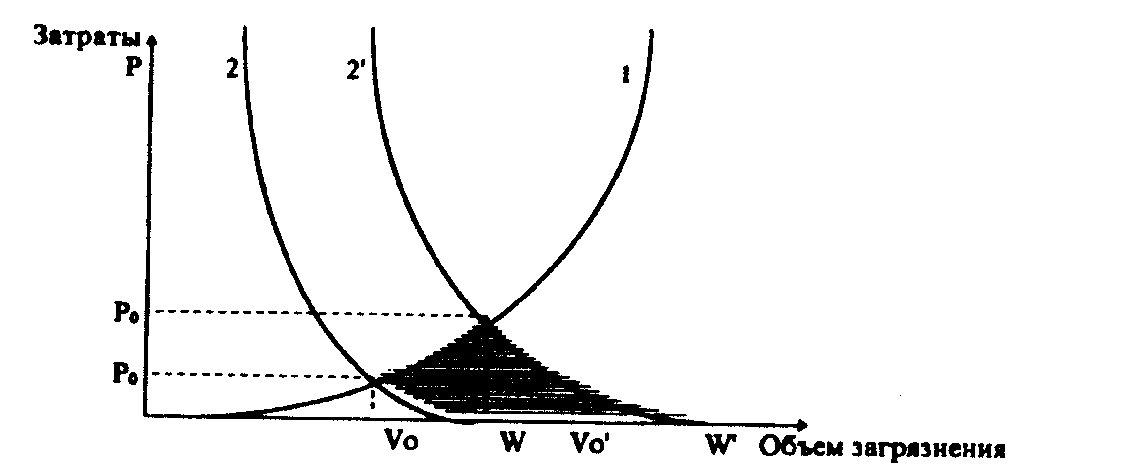 Затраты
P
2
2'
1
P₀
P₀
Vo
W
Vo'
W'
Объем загрязнения